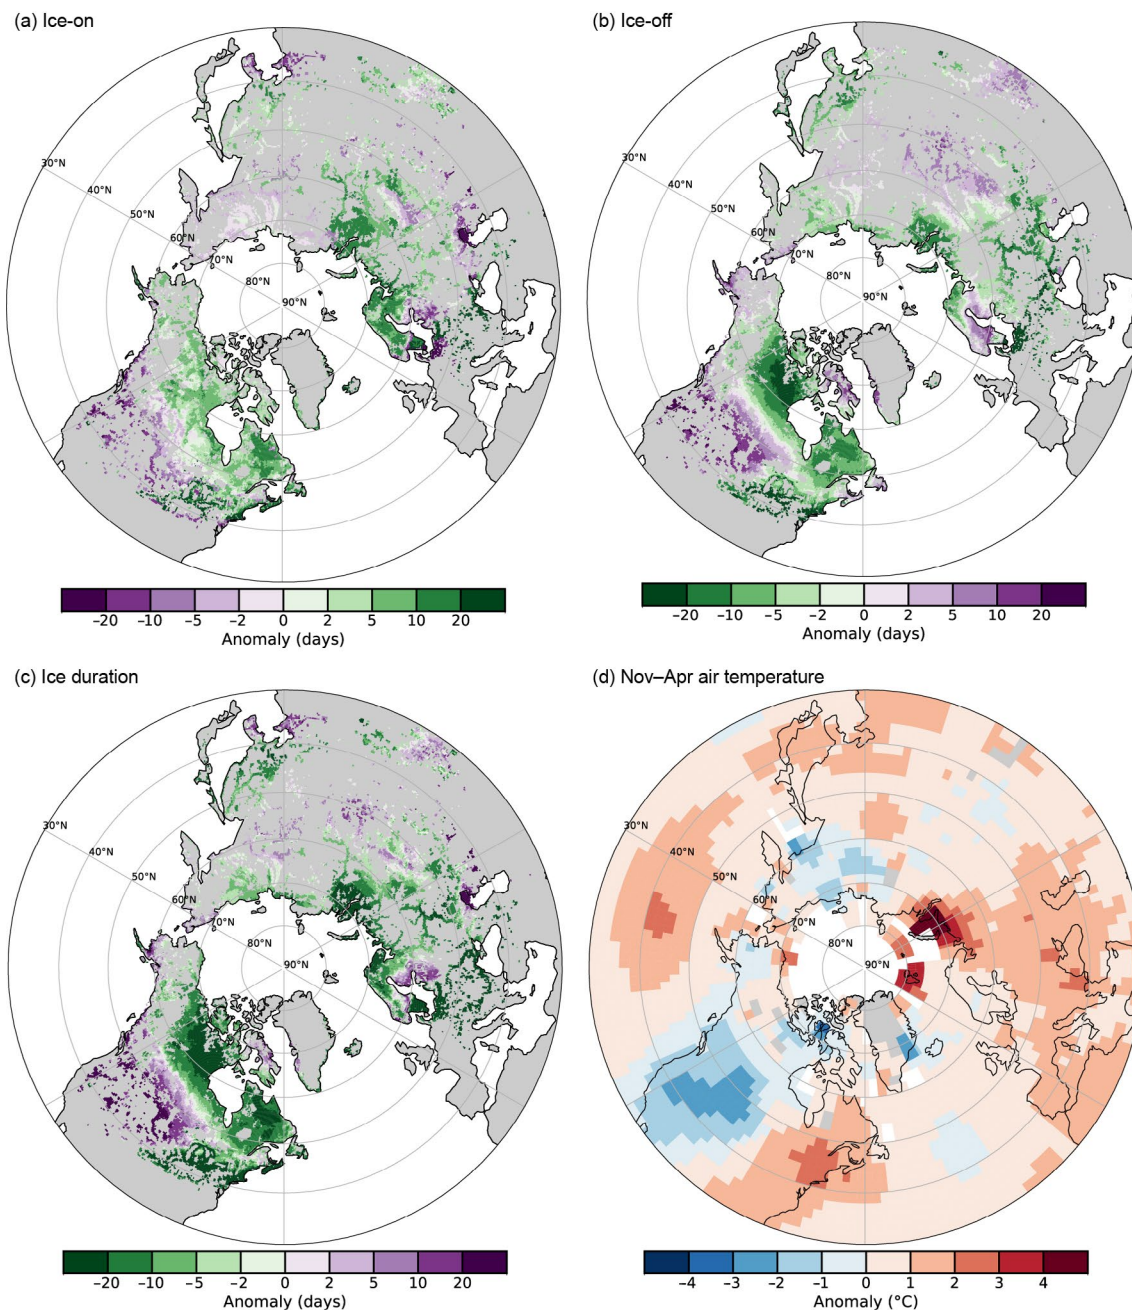 (a) Ice-on
(b) Ice-off
30°N
40°N
50°N
60°N
70°N
80°N
90°N
30°N
40°N
50°N
60°N
70°N
80°N
90°N
−20 −10 −5 −2 0 2 5 10 20
Anomaly (days)
−20 −10 −5 −2 0 2 5 10 20
Anomaly (days)
(c) Ice duration
(d) Nov–Apr air temperature
30°N
40°N
50°N
60°N
70°N
80°N
90°N
30°N
40°N
50°N
60°N
70°N
80°N
90°N
−20 −10 −5 −2 0 2 5 10 20
Anomaly (days)
−4 −3 −2 −1 0 1 2 3 4
Anomaly (°C)